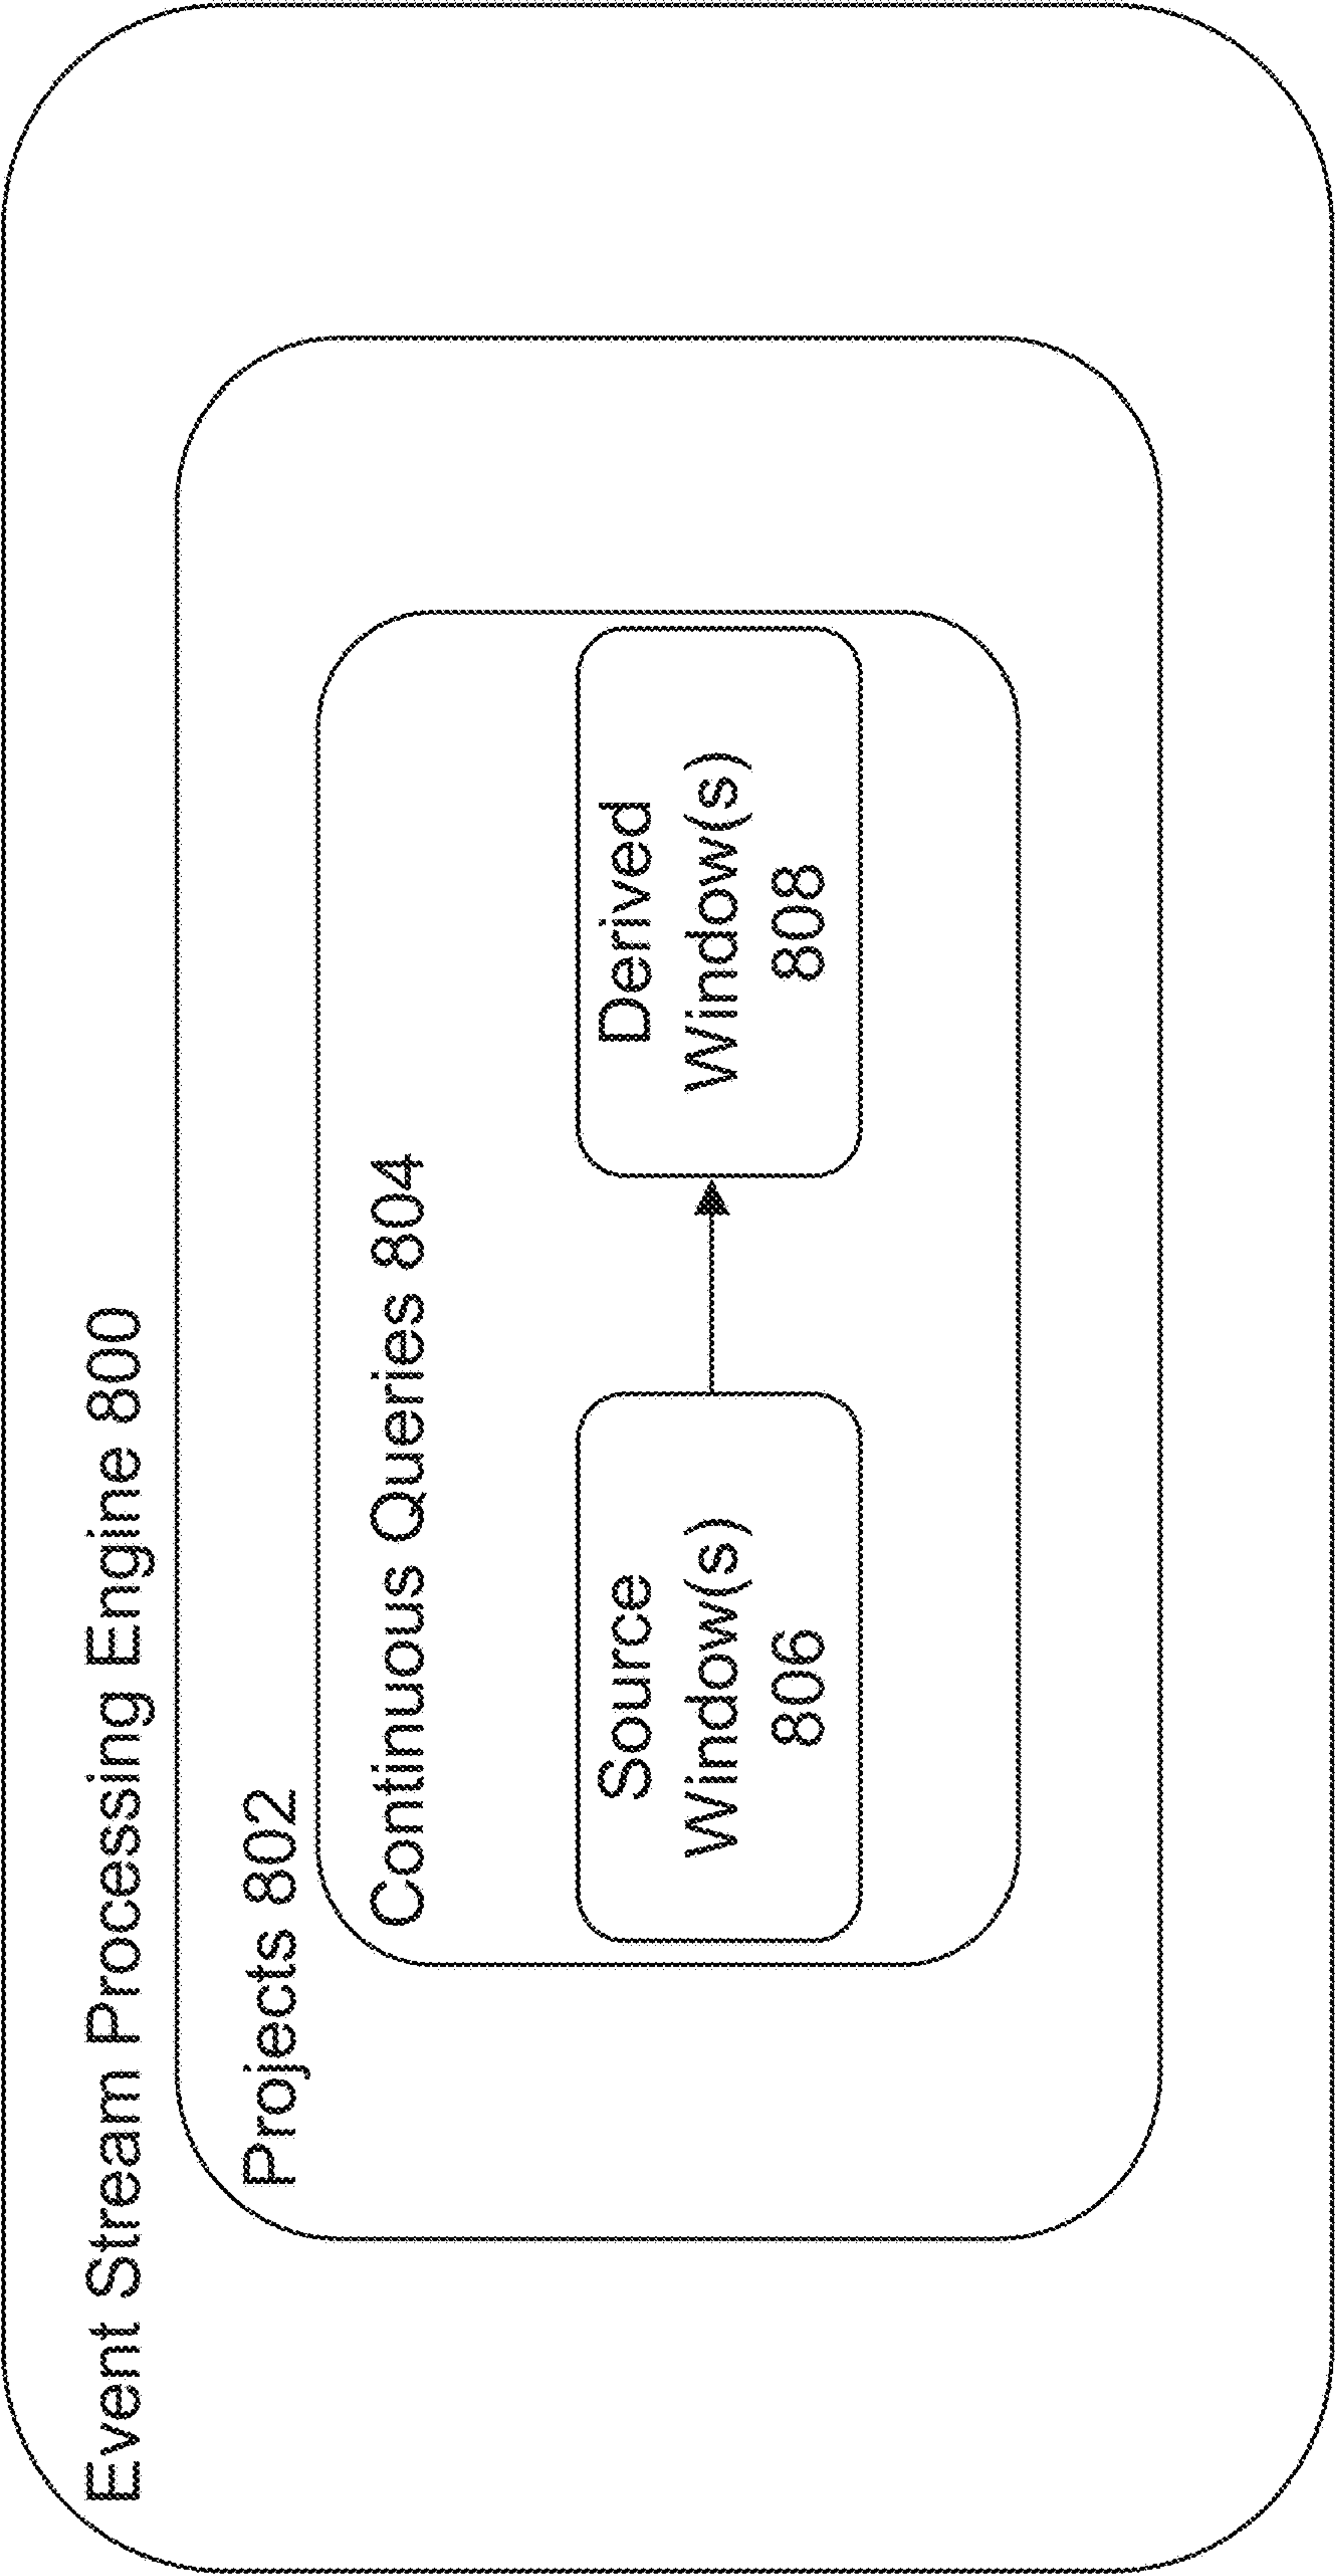 Event Stream Processing Engine 800
Projects 802
Continuous Queries 804
Source
Window(s)
806
Derived
Window(s)
808